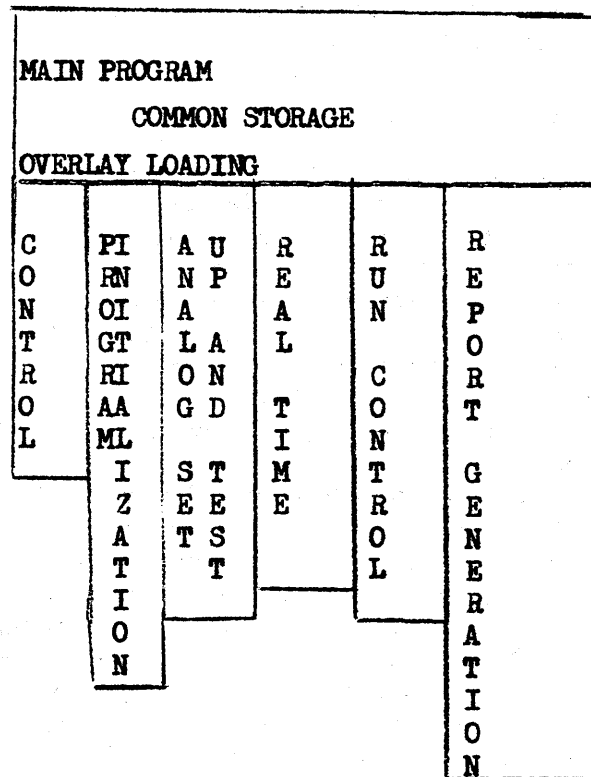 MAIN PROGRAM
COMMON STORAGE
OVERLAY LOADING
CONTROL
PROGRAM
INITIALIZATION
ANALOG SET
UP AND TEST
REAL TIME
RUN CONTROL
REPORT GENERATION